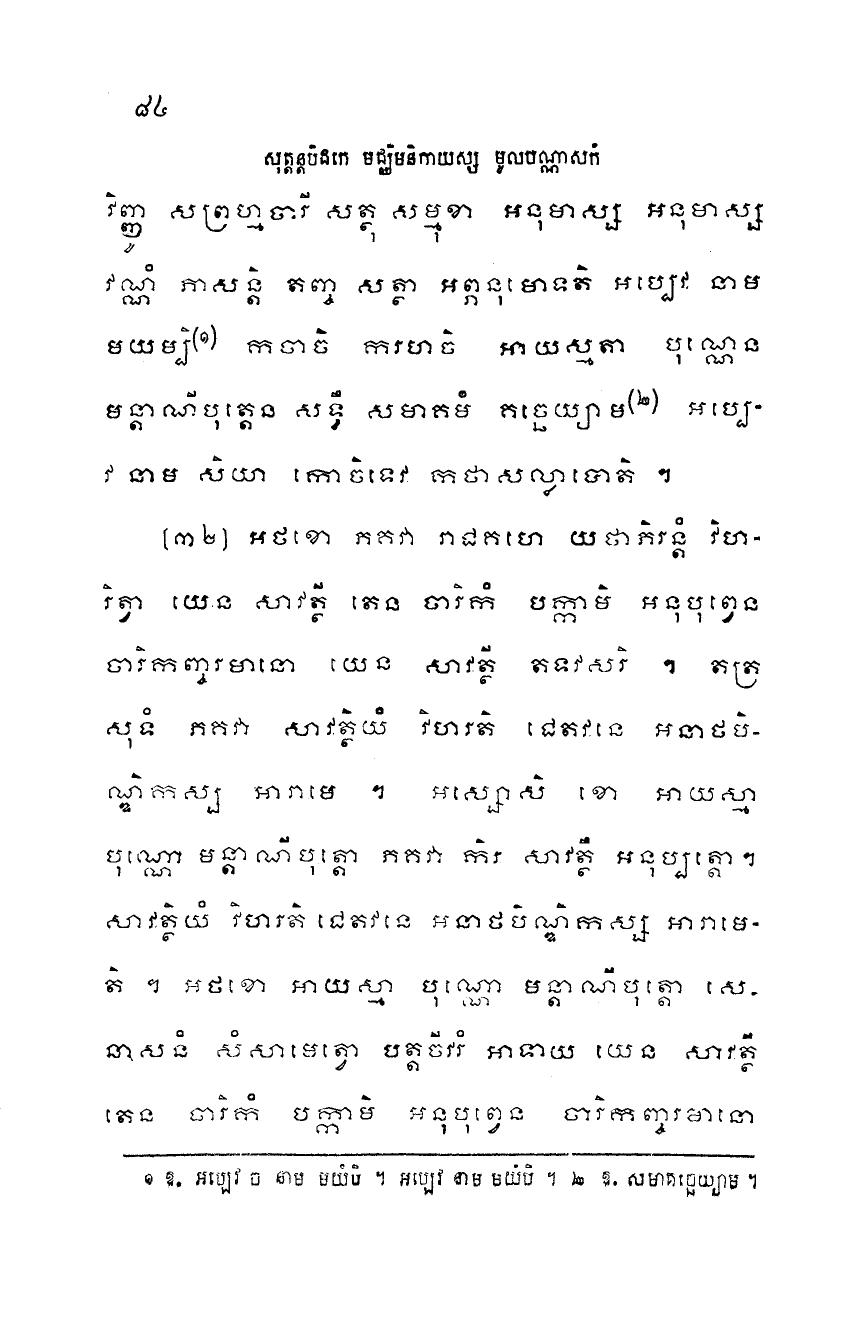 ៨៤
សុត្តន្តបិដកេ មជ្ឈិមនិកាយស្ស មូលបណ្ណាសកំ
វិញ្ញូ សព្រហ្មចារី សត្ថុ សម្មុខា អនុមាស្ស អនុមាស្ស
វណ្ណំ ភាសន្តិ តញ្ច សត្ថា អព្ភនុមោទតិ អប្បេវ នាម
មយម្បិ(១) កទាចិ ករហចិ អាយស្មតា បុណ្ណេន
មន្តាណីបុត្តេន សទ្ធឹ សមាគមំ គច្ឆេយ្យាម(២) អប្បេ-
វ នាម សិយា កោចិទេវ កថាសល្លាបោតិ ។
(៣២) អថខោ ភគវា រាជគហេ យថាភិរន្តំ វិហ-
រិត្វា យេន សាវត្ថី តេន ចារិកំ បក្កាមិ អនុបុព្វេន
ចារិកញ្ចរមានោ យេន សាវត្ថី តទវសរិ ។ តត្រ
សុទំ ភគវា សាវត្ថិយំ វិហរតិ ជេតវនេ អនាថបិ-
ណ្ឌិកស្ស អារាមេ ។ អស្សោសិ ខោ អាយស្មា
បុណ្ណោ មន្តាណីបុត្តោ ភគវា កិរ សាវត្ថឹ អនុប្បត្តោ។
សាវត្ថិយំ វិហរតិ ជេតវនេ អនាថបិណ្ឌិកស្ស អារាមេ-
តិ ។ អថខោ អាយស្មា បុណ្ណោ មន្តាណីបុត្តោ សេ-
នាសនំ សំសាមេត្វា បត្តចីវរំ អាទាយ យេន សាវត្ថី
តេន ចារិកំ បក្កាមិ អនុបុព្វេន ចារិកញ្ចរមានោ
១ ឱ. អប្បេវ ច នាម មយំបិ ។ អប្បេវ នាម មយំបិ ។ ២ ឱ. សមាគច្ឆេយ្យាម ។